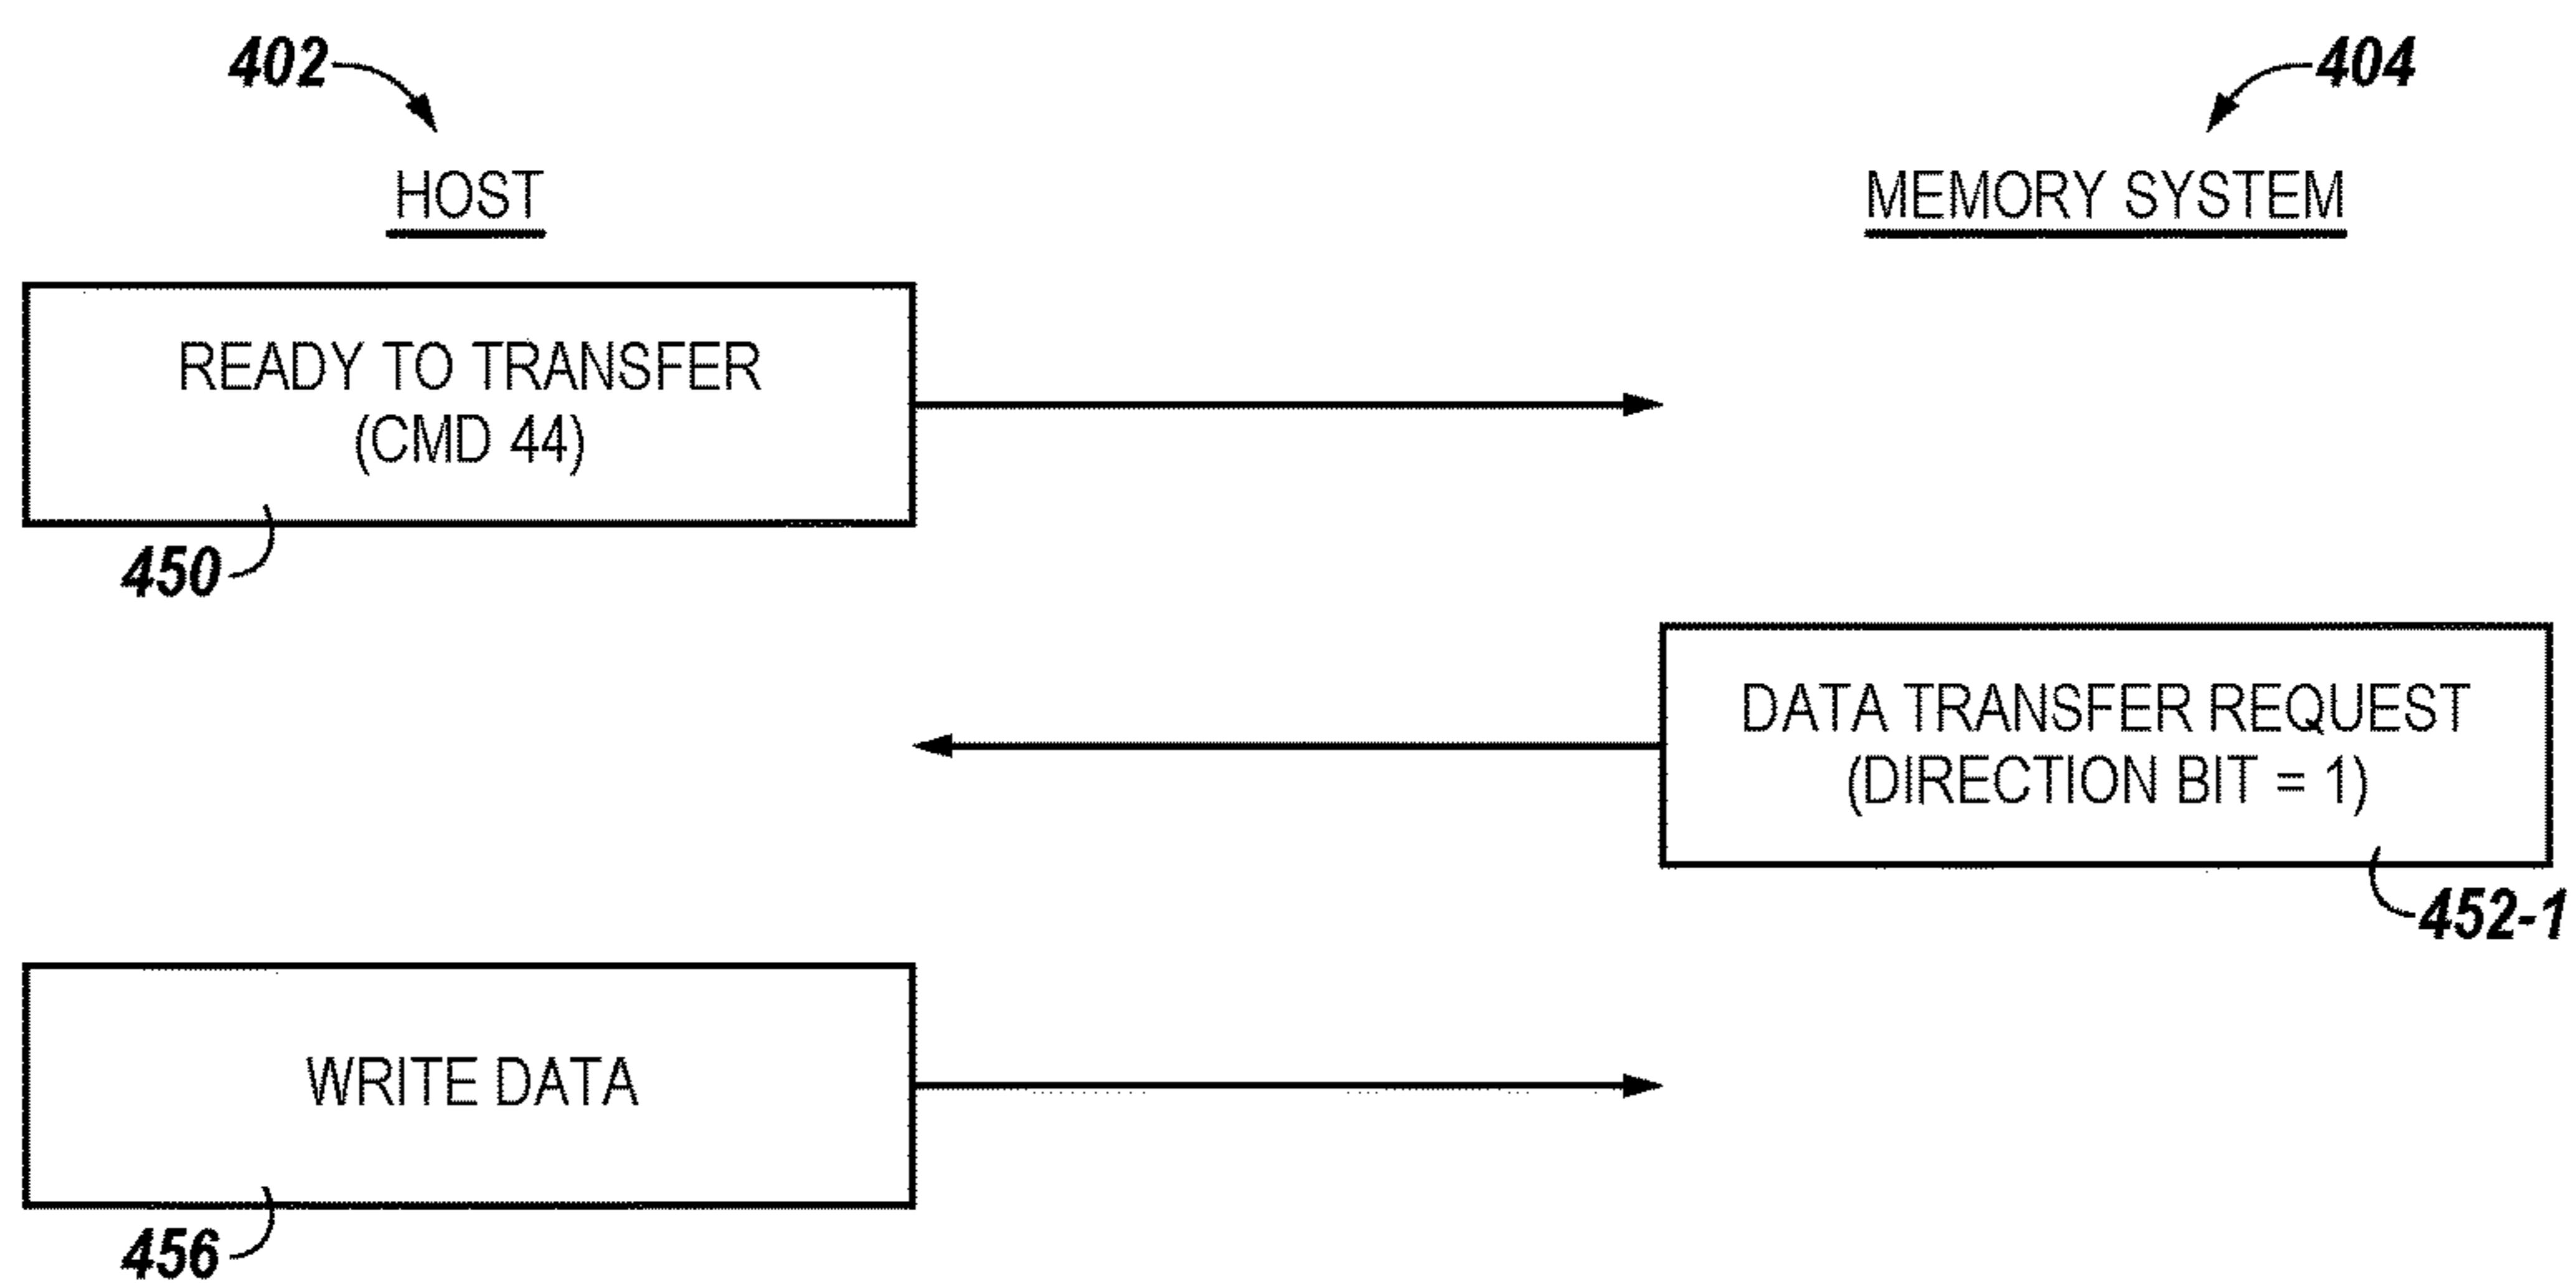 402
404
HOST
MEMORY SYSTEM
READY TO TRANSFER
(CMD 44)
450
DATA TRANSFER REQUEST
(DIRECTION BIT = 1)
452-1
WRITE DATA
456